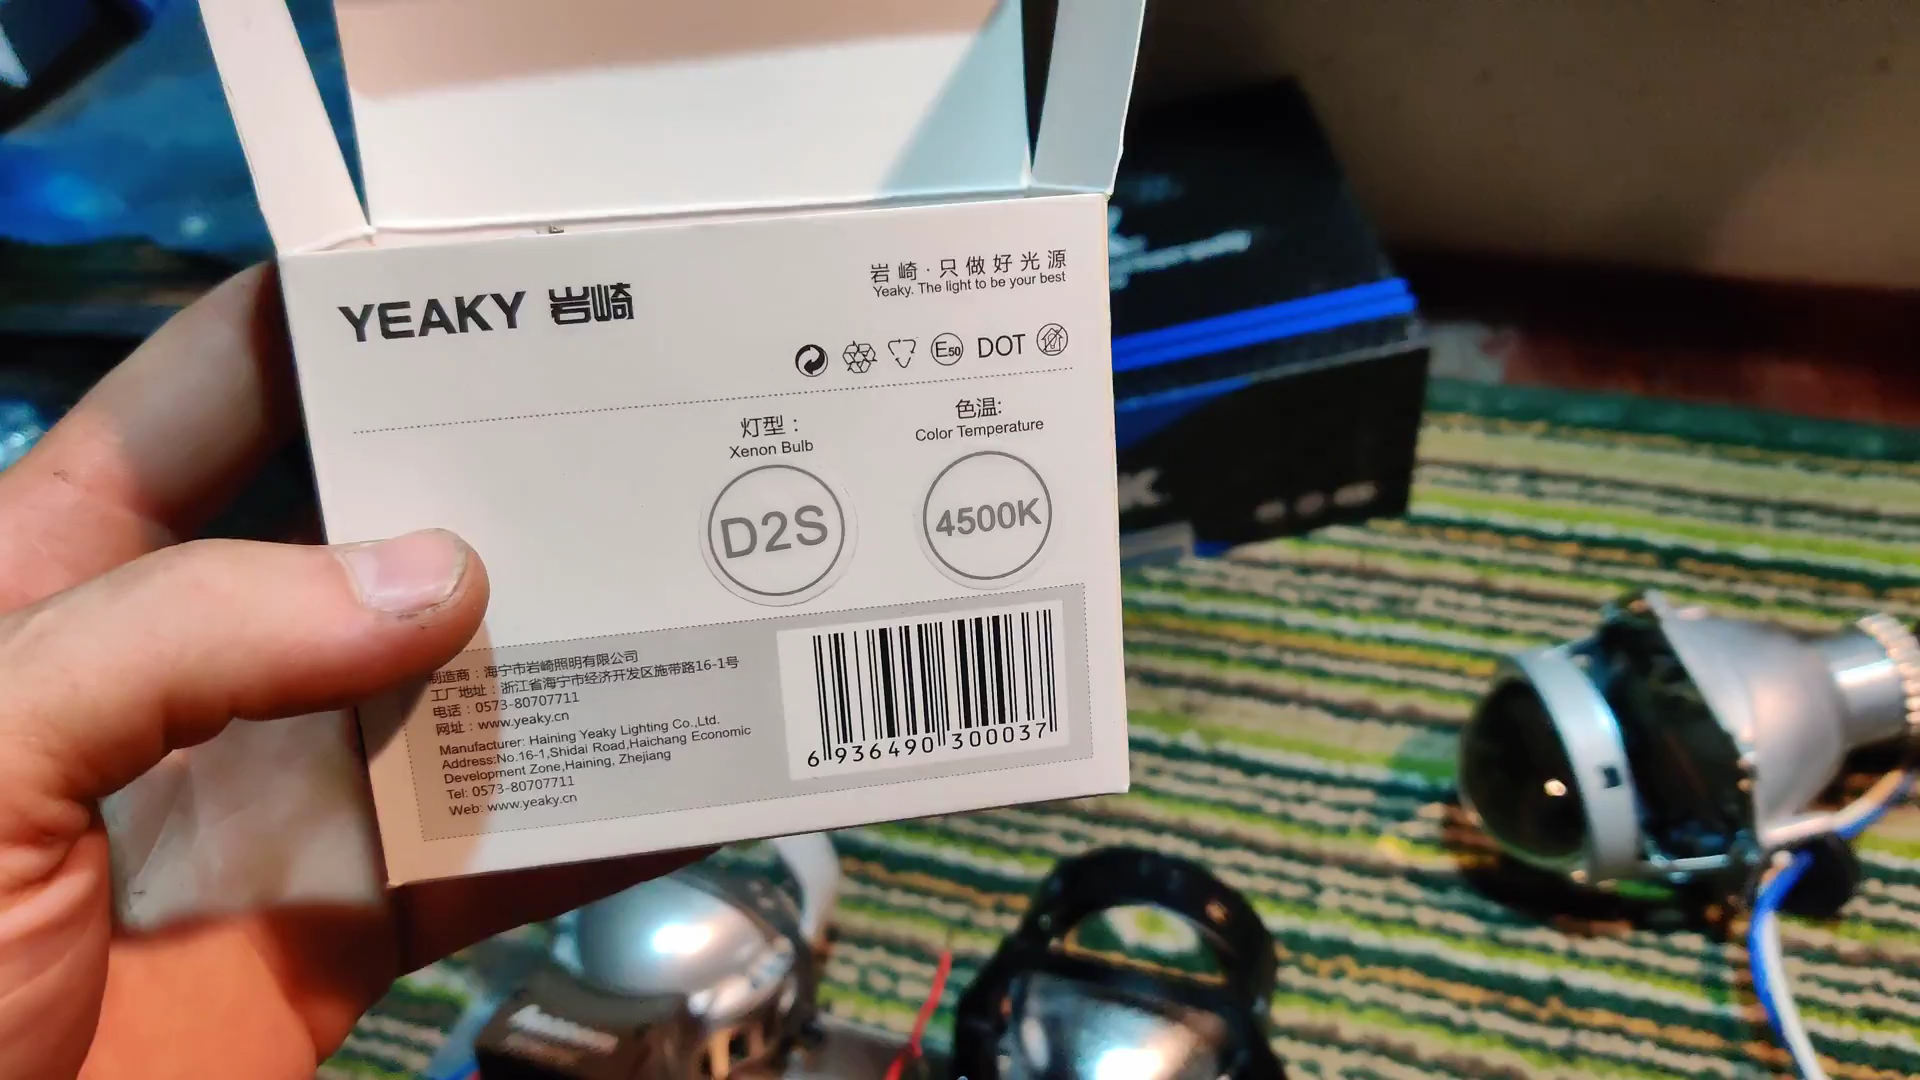 YEAKY 岩崎
岩崎·只做好光源
Yeaky. The light to be your best
E50 DOT
灯型：
Xenon Bulb
D2S
色温:
Color Temperature
4500K
制造商：海宁市岩崎照明有限公司
工厂地址：浙江省海宁市经济开发区施带路16-1号
电话：0573-80707711
网址：www.yeaky.cn
Manufacturer: Haining Yeaky Lighting Co.,Ltd.
Address:No.16-1,Shidai Road,Haichang Economic
Development Zone,Haining, Zhejiang
Tel: 0573-80707711
Web: www.yeaky.cn
6 936490 300037